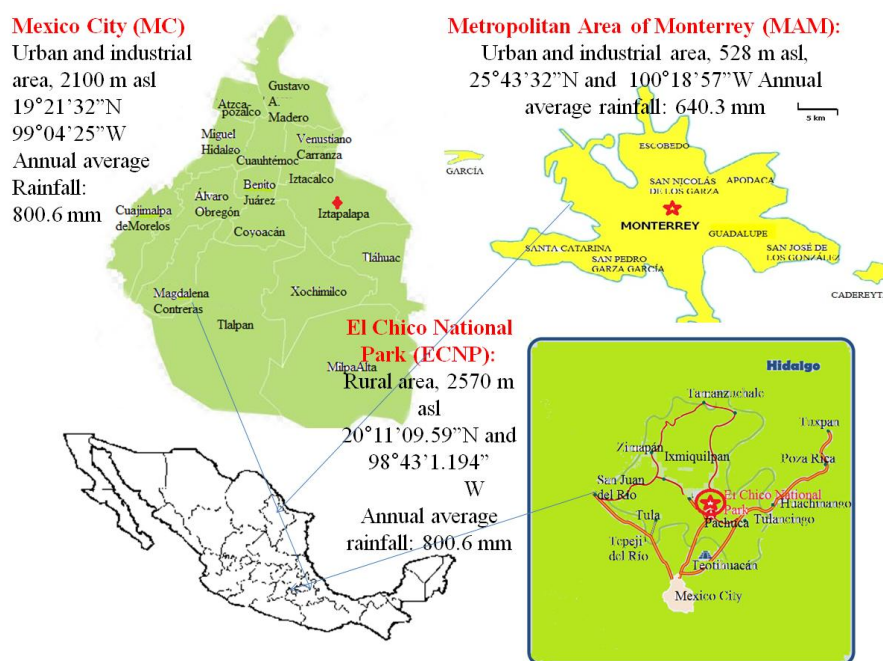 Mexico City (MC)
Urban and industrial
area, 2100 m asl
19°21'32”N
99°04'25”W
Annual average
Rainfall:
800.6 mm
Gustavo
A.
Madero
Atzca-
pozalco
Miguel
Hidalgo
Venustiano
Carranza
Cuauhtémoc
Iztacalco
Benito
Juárez
Álvaro
Obregón
Iztapalapa
Cuajimalpa
deMorelos
Coyoacán
Tláhuac
Magdalena
Contreras
Xochimilco
Tlalpan
MilpaAlta
Metropolitan Area of Monterrey (MAM):
Urban and industrial area, 528 m asl,
25°43'32”N and 100°18'57”W Annual
average rainfall: 640.3 mm
5 km
ESCOBEDO
GARCÍA
SAN NICOLÁS
DE LOS GARZA
APODACA
MONTERREY
GUADALUPE
SANTA CATARINA
SAN PEDRO
GARZA GARCÍA
SAN JOSÉ DE
LOS GONZÁLEZ
CADEREYTA
El Chico National
Park (ECNP):
Rural area, 2570 m
asl
20°11'09.59”N and
98°43'1.194”
W
Annual average
rainfall: 800.6 mm
Hidalgo
Tamanzuchale
Tuxpan
Zimapán
Ixmiquilpan
Poza Rica
San Juan
del Río
El Chico National
Park
Huachinango
Tula
Pachuca
Tulancingo
Tepeji
del Río
Teotihuacán
Mexico City